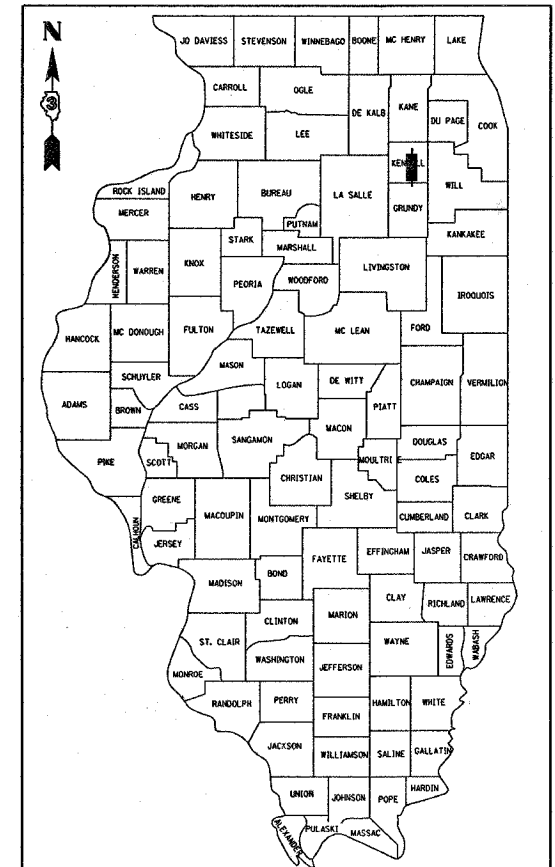 N
3
JO DAVIESS STEVENSON WINNEBAGO BOONE MC HENRY LAKE
CARROLL OGLE DE KALB KANE DU PAGE COOK
WHITESIDE LEE
KENDALL WILL
ROCK ISLAND HENRY BUREAU LA SALLE GRUNDY
MERCER PUTNAM KANKAKEE
STARK MARSHALL
HENDERSON WARREN KNOX PEORIA WOODFORD LIVINGSTON IROQUOIS
HANCOCK MC DONOUGH FULTON TAZEWELL MC LEAN FORD
SCHUYLER MASON LOGAN DE WITT CHAMPAIGN VERMILION
ADAMS BROWN CASS PIATT
MACON
PIKE SCOTT MORGAN SANGAMON MOULTRIE DOUGLAS EDGAR
CHRISTIAN COLES
SHELBY
CALHOUN GREENE MACOUPIN MONTGOMERY CUMBERLAND CLARK
JERSEY FAYETTE EFFINGHAM JASPER CRAWFORD
MADISON BOND
CLAY RICHLAND LAWRENCE
CLINTON MARION
ST. CLAIR WAYNE EDWARDS WABASH
WASHINGTON JEFFERSON
MONROE
RANDOLPH PERRY HAMILTON WHITE
FRANKLIN
JACKSON WILLIAMSON SALINE GALLATIN
UNION JOHNSON POPE HARDIN
ALEXANDER PULASKI MASSAC